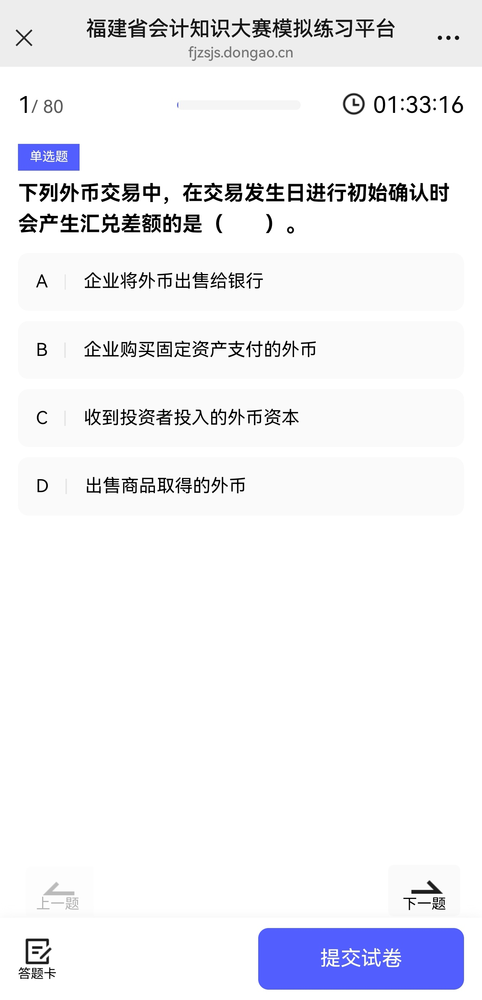 福建省会计知识大赛模拟练习平台
fjzsjs.dongao.cn
1/ 80
01:33:16
单选题
下列外币交易中，在交易发生日进行初始确认时
会产生汇兑差额的是（　　）。
A 企业将外币出售给银行
B 企业购买固定资产支付的外币
C 收到投资者投入的外币资本
D 出售商品取得的外币
上一题
下一题
答题卡
提交试卷